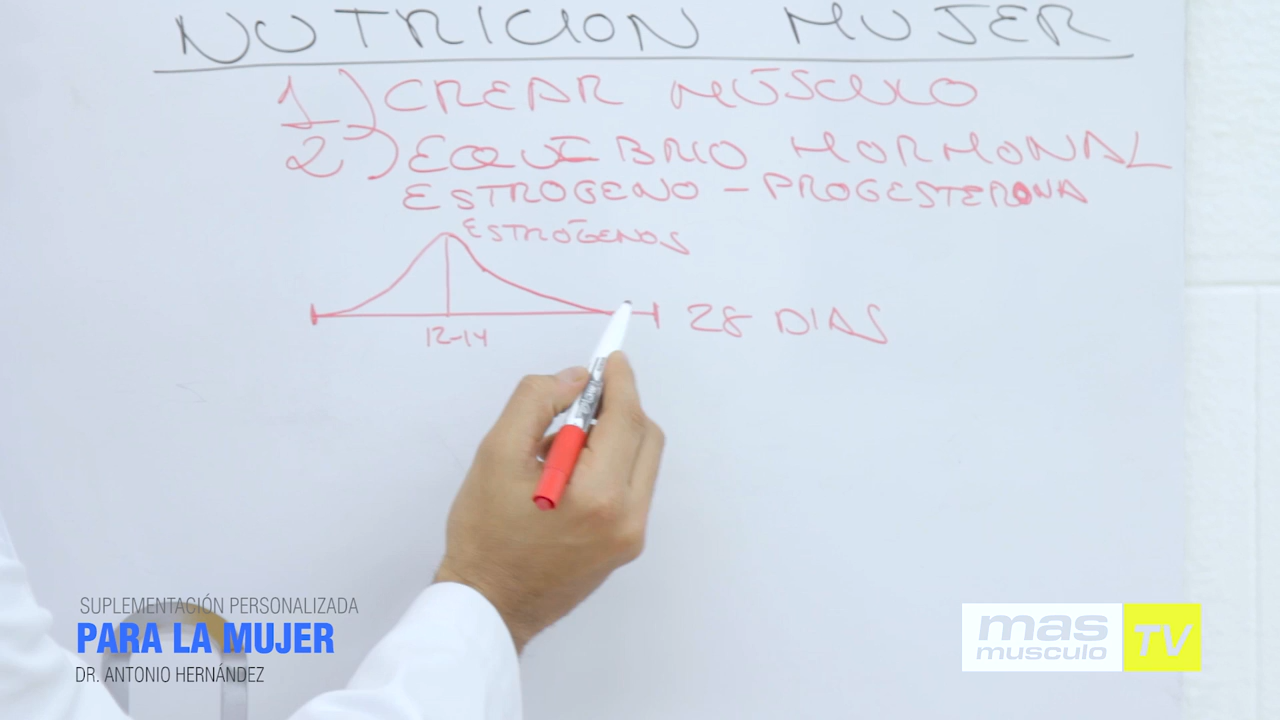 NUTRICION MUJER
1) CREAR MÚSCULO
2) EQUIIBRIO HORMONAL
ESTROGENO - PROGESTERONA
ESTRÓGENOS
28 DIAS
12-14
SUPLEMENTACIÓN PERSONALIZADA
PARA LA MUJER
DR. ANTONIO HERNÁNDEZ
mas
musculo
TV